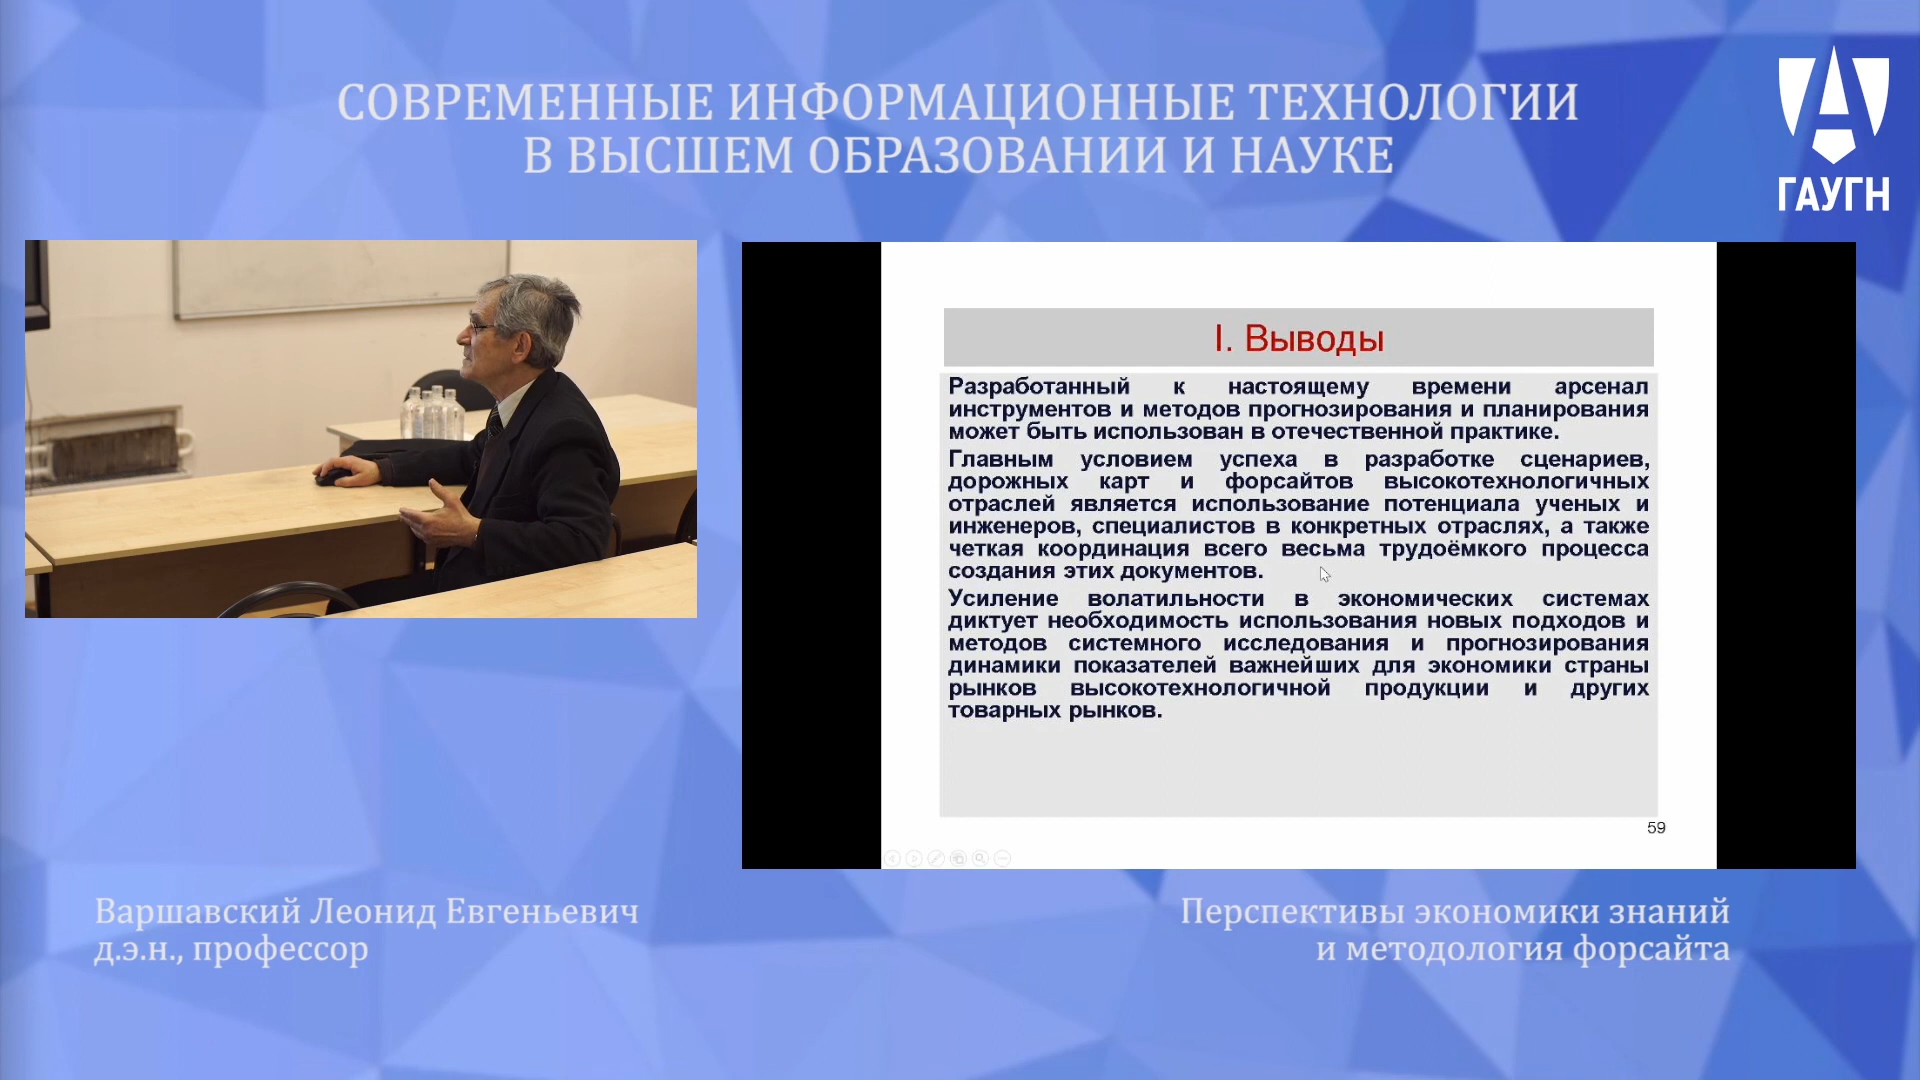 СОВРЕМЕННЫЕ ИНФОРМАЦИОННЫЕ ТЕХНОЛОГИИ
В ВЫСШЕМ ОБРАЗОВАНИИ И НАУКЕ
ГАУГН
I. Выводы
Разработанный к настоящему времени арсенал
инструментов и методов прогнозирования и планирования
может быть использован в отечественной практике.
Главным условием успеха в разработке сценариев,
дорожных карт и форсайтов высокотехнологичных
отраслей является использование потенциала ученых и
инженеров, специалистов в конкретных отраслях, а также
четкая координация всего весьма трудоёмкого процесса
создания этих документов.
Усиление волатильности в экономических системах
диктует необходимость использования новых подходов и
методов системного исследования и прогнозирования
динамики показателей важнейших для экономики страны
рынков высокотехнологичной продукции и других
товарных рынков.
59
Варшавский Леонид Евгеньевич
д.э.н., профессор
Перспективы экономики знаний
и методология форсайта